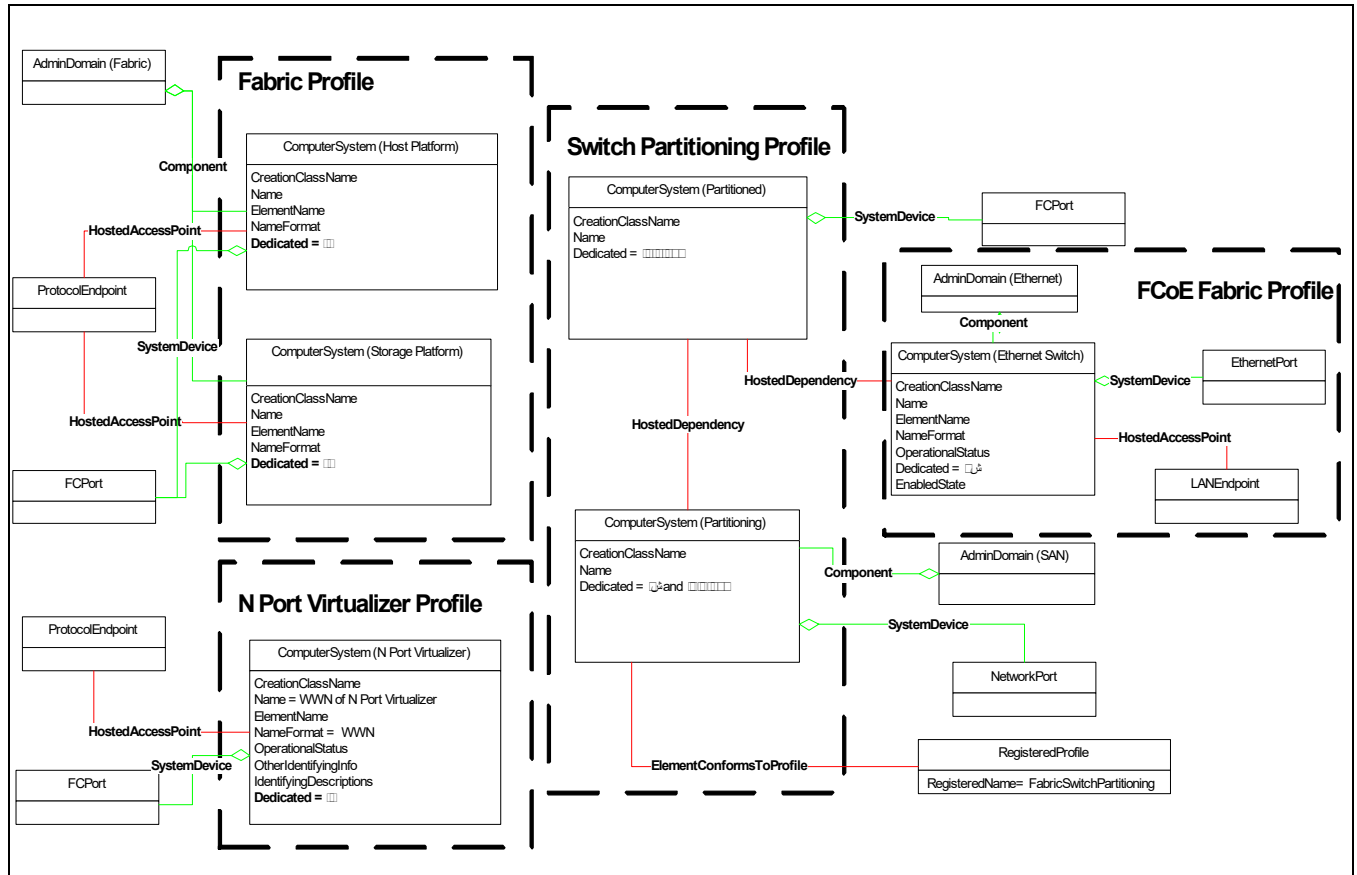 AdminDomain (Fabric)
Fabric Profile
ComputerSystem (Host Platform)
CreationClassName
Name
ElementName
NameFormat
Dedicated =
Component
HostedAccessPoint
ProtocolEndpoint
SystemDevice
ComputerSystem (Storage Platform)
CreationClassName
Name
ElementName
NameFormat
Dedicated =
HostedAccessPoint
FCPort
N Port Virtualizer Profile
ProtocolEndpoint
ComputerSystem (N Port Virtualizer)
CreationClassName
Name = WWN of N Port Virtualizer
ElementName
NameFormat = WWN
OperationalStatus
OtherIdentifyingInfo
IdentifyingDescriptions
Dedicated =
HostedAccessPoint
SystemDevice
FCPort
Switch Partitioning Profile
ComputerSystem (Partitioned)
CreationClassName
Name
Dedicated =
SystemDevice
FCPort
HostedDependency
HostedDependency
ComputerSystem (Partitioning)
CreationClassName
Name
Dedicated = and
Component
AdminDomain (SAN)
SystemDevice
NetworkPort
ElementConformsToProfile
RegisteredProfile
RegisteredName= FabricSwitchPartitioning
FCoE Fabric Profile
AdminDomain (Ethernet)
Component
ComputerSystem (Ethernet Switch)
CreationClassName
Name
ElementName
NameFormat
OperationalStatus
Dedicated =
EnabledState
SystemDevice
EthernetPort
HostedAccessPoint
LANEndpoint